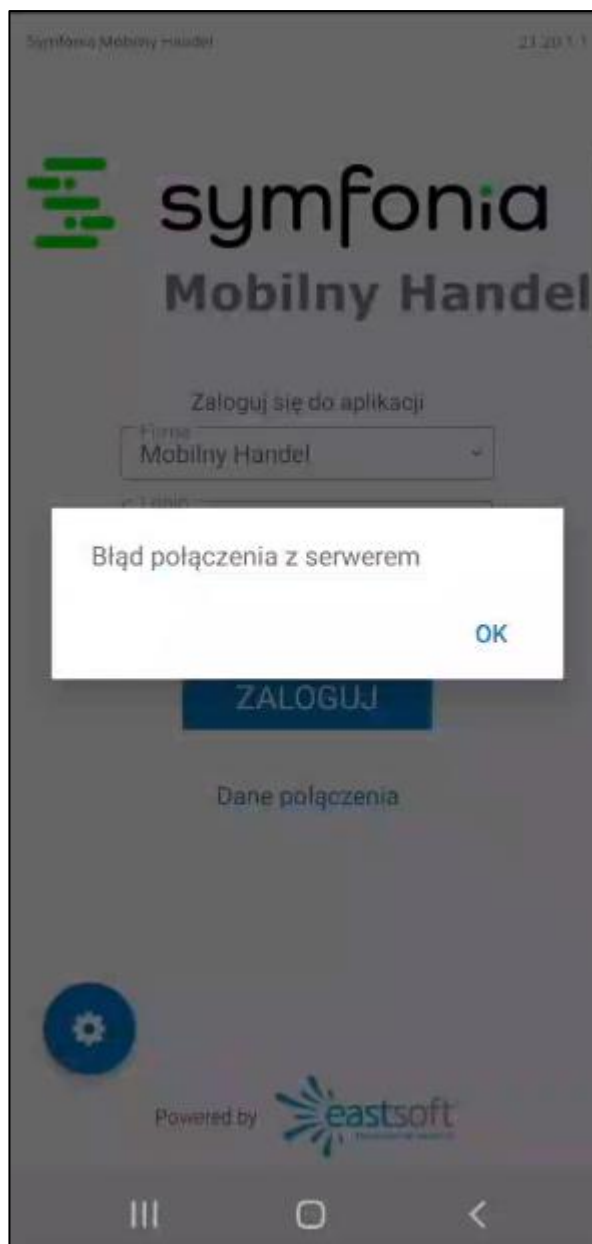 Symfonia Mobilny Handel
symfonia
Mobilny Handel
Zaloguj się do aplikacji
Firma
Mobilny Handel
Login
Błąd połączenia z serwerem
OK
ZALOGUJ
Dane połączenia
Powered by eastsoft